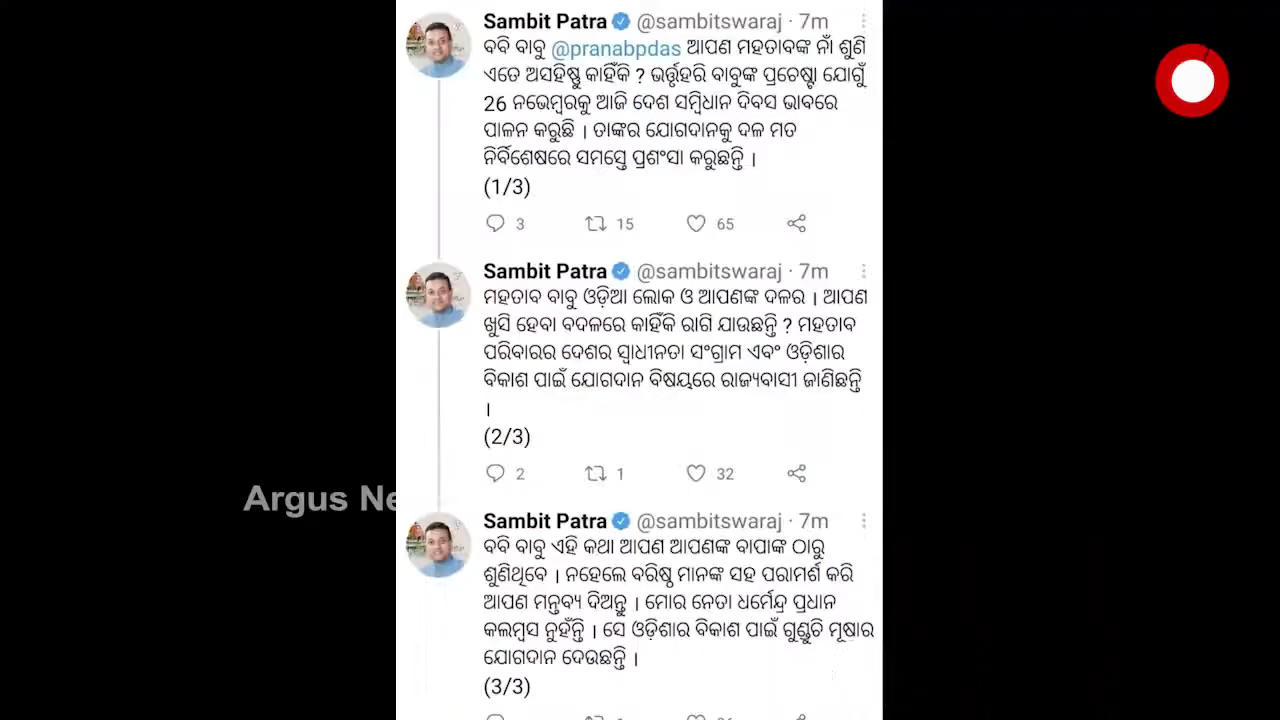 Sambit Patra @sambitswaraj · 7m
ବବି ବାବୁ @pranabpdas ଆପଣ ମହତାବଙ୍କ ନାଁ ଶୁଣି
ଏତେ ଅସହିଷ୍ଣୁ କାହିଁକି ? ଭର୍ତ୍ତୃହରି ବାବୁଙ୍କ ପ୍ରଚେଷ୍ଟା ଯୋଗୁଁ
26 ନଭେମ୍ବରକୁ ଆଜି ଦେଶ ସମ୍ବିଧାନ ଦିବସ ଭାବରେ
ପାଳନ କରୁଛି । ତାଙ୍କର ଯୋଗଦାନକୁ ଦଳ ମତ
ନିର୍ବିଶେଷରେ ସମସ୍ତେ ପ୍ରଶଂସା କରୁଛନ୍ତି ।
(1/3)
3 15 65
Sambit Patra @sambitswaraj · 7m
ମହତାବ ବାବୁ ଓଡ଼ିଆ ଲୋକ ଓ ଆପଣଙ୍କ ଦଳର । ଆପଣ
ଖୁସି ହେବା ବଦଳରେ କାହିଁକି ରାଗି ଯାଉଛନ୍ତି ? ମହତାବ
ପରିବାରର ଦେଶର ସ୍ୱାଧୀନତା ସଂଗ୍ରାମ ଏବଂ ଓଡ଼ିଶାର
ବିକାଶ ପାଇଁ ଯୋଗଦାନ ବିଷୟରେ ରାଜ୍ୟବାସୀ ଜାଣିଛନ୍ତି
।
(2/3)
2 1 32
Argus Ne
Sambit Patra @sambitswaraj · 7m
ବବି ବାବୁ ଏହି କଥା ଆପଣ ଆପଣଙ୍କ ବାପାଙ୍କ ଠାରୁ
ଶୁଣିଥିବେ । ନହେଲେ ବରିଷ୍ଠ ମାନଙ୍କ ସହ ପରାମର୍ଶ କରି
ଆପଣ ମନ୍ତବ୍ୟ ଦିଅନ୍ତୁ । ମୋର ନେତା ଧର୍ମେନ୍ଦ୍ର ପ୍ରଧାନ
କଲମ୍ବସ ନୁହଁନ୍ତି । ସେ ଓଡ଼ିଶାର ବିକାଶ ପାଇଁ ଗୁଣ୍ଡୁଚି ମୂଷାର
ଯୋଗଦାନ ଦେଉଛନ୍ତି ।
(3/3)